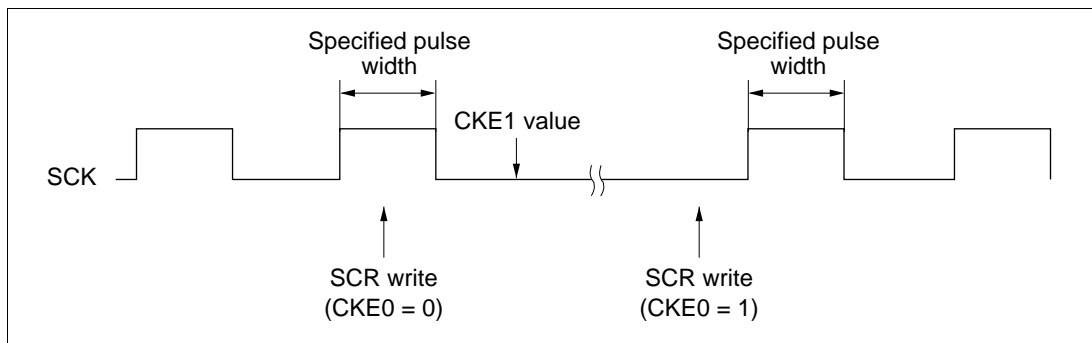 Specified pulse
width
Specified pulse
width
CKE1 value
SCK
SCR write
(CKE0 = 0)
SCR write
(CKE0 = 1)